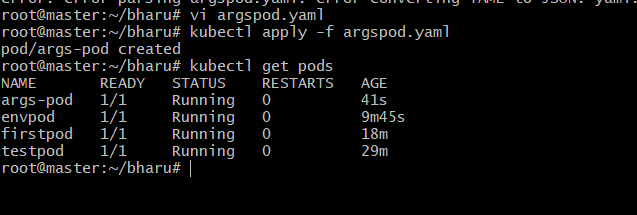 error: error parsing argspod.yaml: error converting YAML to JSON: yaml:
root@master:~/bharu# vi argspod.yaml
root@master:~/bharu# kubectl apply -f argspod.yaml
pod/args-pod created
root@master:~/bharu# kubectl get pods
NAME READY STATUS RESTARTS AGE
args-pod 1/1 Running 0 41s
envpod 1/1 Running 0 9m45s
firstpod 1/1 Running 0 18m
testpod 1/1 Running 0 29m
root@master:~/bharu#